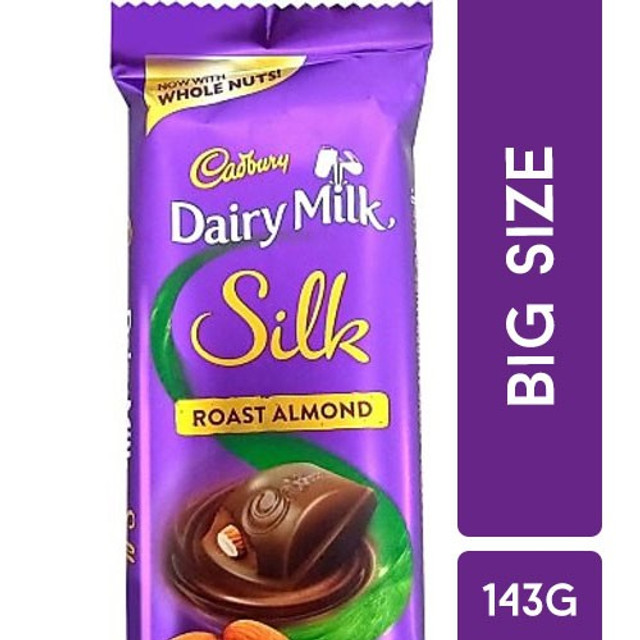 NOW WITH
WHOLE NUTS!
Cadbury
Dairy Milk
Silk
ROAST ALMOND
BIG SIZE
143G